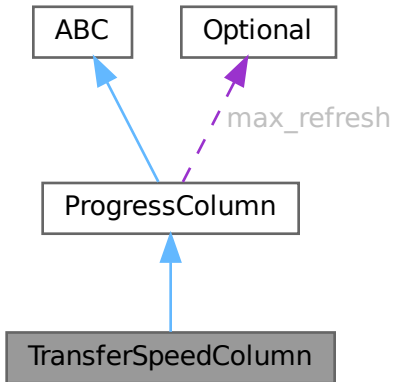 ABC
Optional
max_refresh
ProgressColumn
TransferSpeedColumn